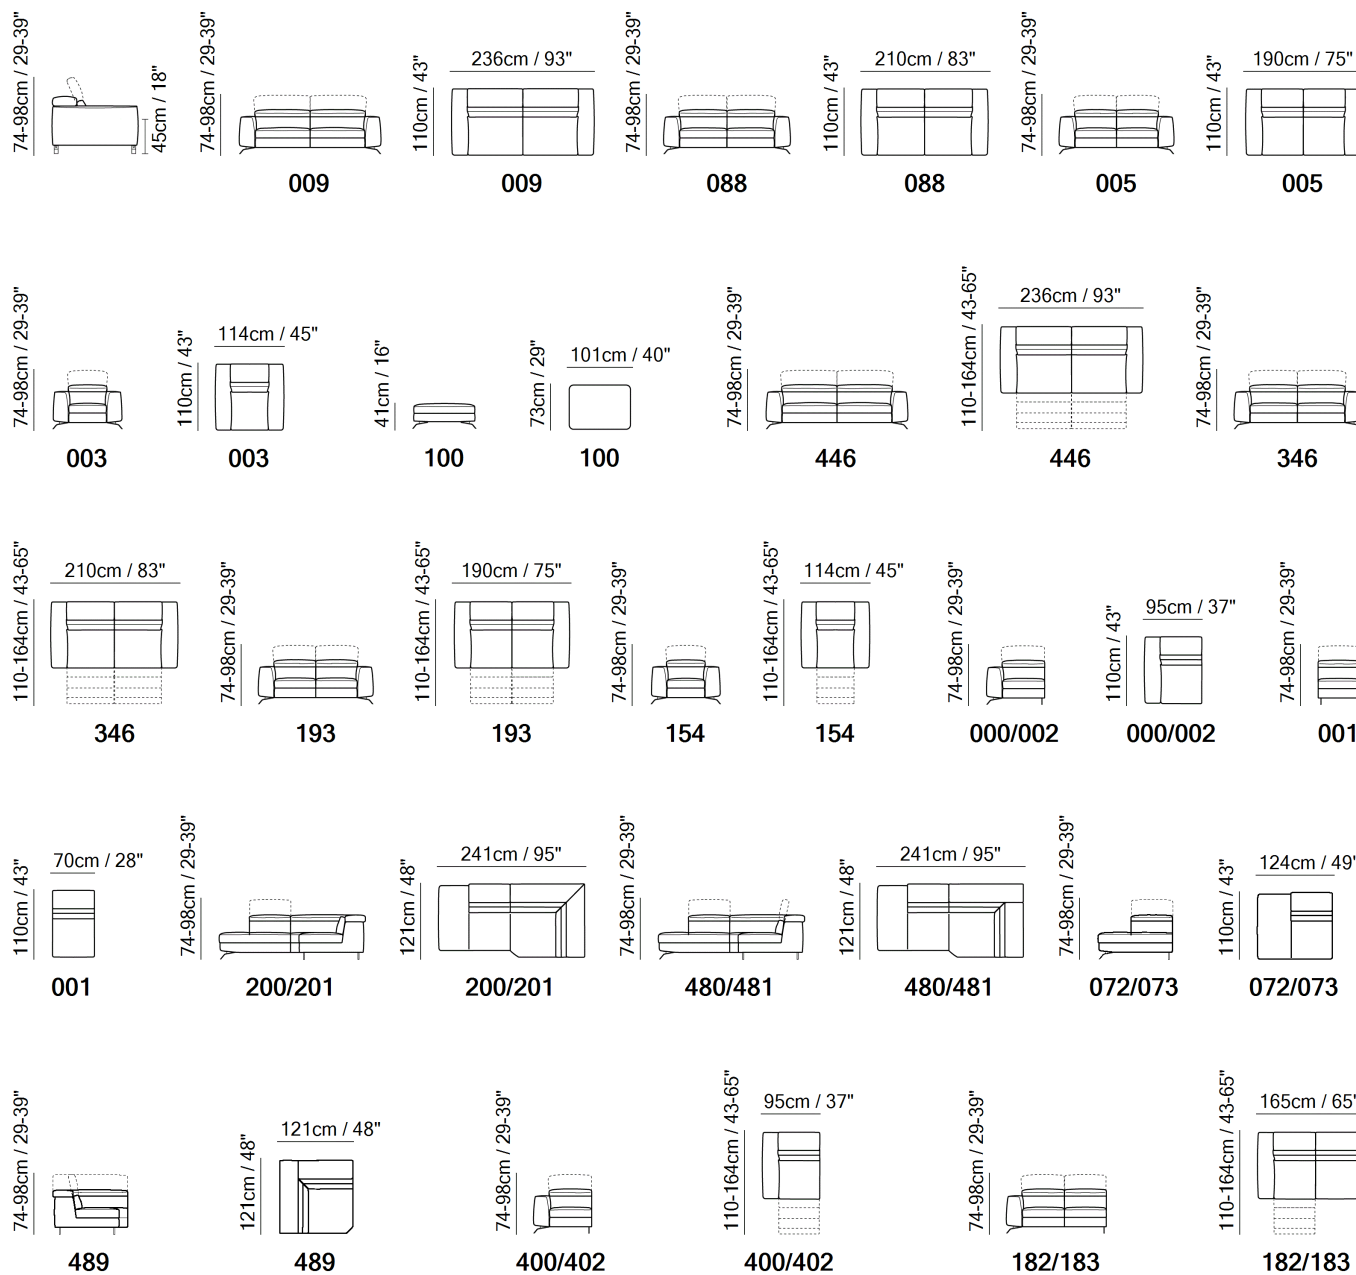 74-98cm / 29-39"
45cm / 18"
74-98cm / 29-39"
009
110cm / 43"
236cm / 93"
009
74-98cm / 29-39"
088
110cm / 43"
210cm / 83"
088
74-98cm / 29-39"
005
110cm / 43"
190cm / 75"
005
74-98cm / 29-39"
003
110cm / 43"
114cm / 45"
003
41cm / 16"
100
73cm / 29"
101cm / 40"
100
74-98cm / 29-39"
446
110-164cm / 43-65"
236cm / 93"
446
74-98cm / 29-39"
346
110-164cm / 43-65"
210cm / 83"
346
74-98cm / 29-39"
193
110-164cm / 43-65"
190cm / 75"
193
74-98cm / 29-39"
154
110-164cm / 43-65"
114cm / 45"
154
74-98cm / 29-39"
000/002
110cm / 43"
95cm / 37"
000/002
74-98cm / 29-39"
001
110cm / 43"
70cm / 28"
001
74-98cm / 29-39"
200/201
121cm / 48"
241cm / 95"
200/201
74-98cm / 29-39"
480/481
121cm / 48"
241cm / 95"
480/481
74-98cm / 29-39"
072/073
110cm / 43"
124cm / 49"
072/073
74-98cm / 29-39"
489
121cm / 48"
121cm / 48"
489
74-98cm / 29-39"
400/402
110-164cm / 43-65"
95cm / 37"
400/402
74-98cm / 29-39"
182/183
110-164cm / 43-65"
165cm / 65"
182/183